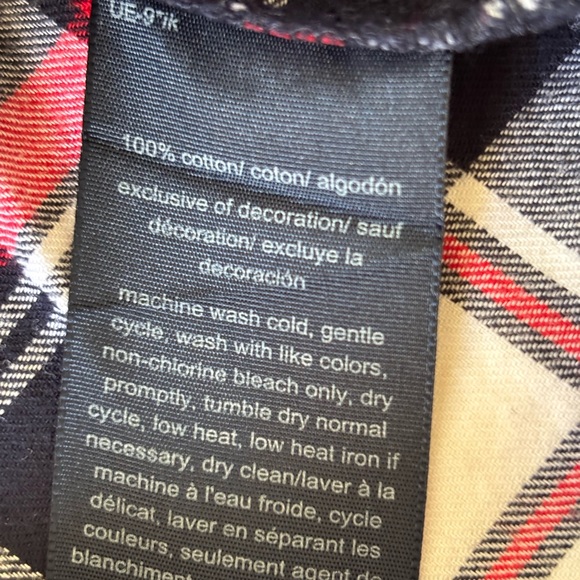 100% cotton/ coton/ algodón
exclusive of decoration/ sauf
décoration/ excluye la
decoración
machine wash cold, gentle
cycle, wash with like colors,
non-chlorine bleach only, dry
promptly, tumble dry normal
cycle, low heat, low heat iron if
necessary, dry clean/laver à la
machine à l'eau froide, cycle
délicat, laver en séparant les
couleurs, seulement agent de
blanchiment